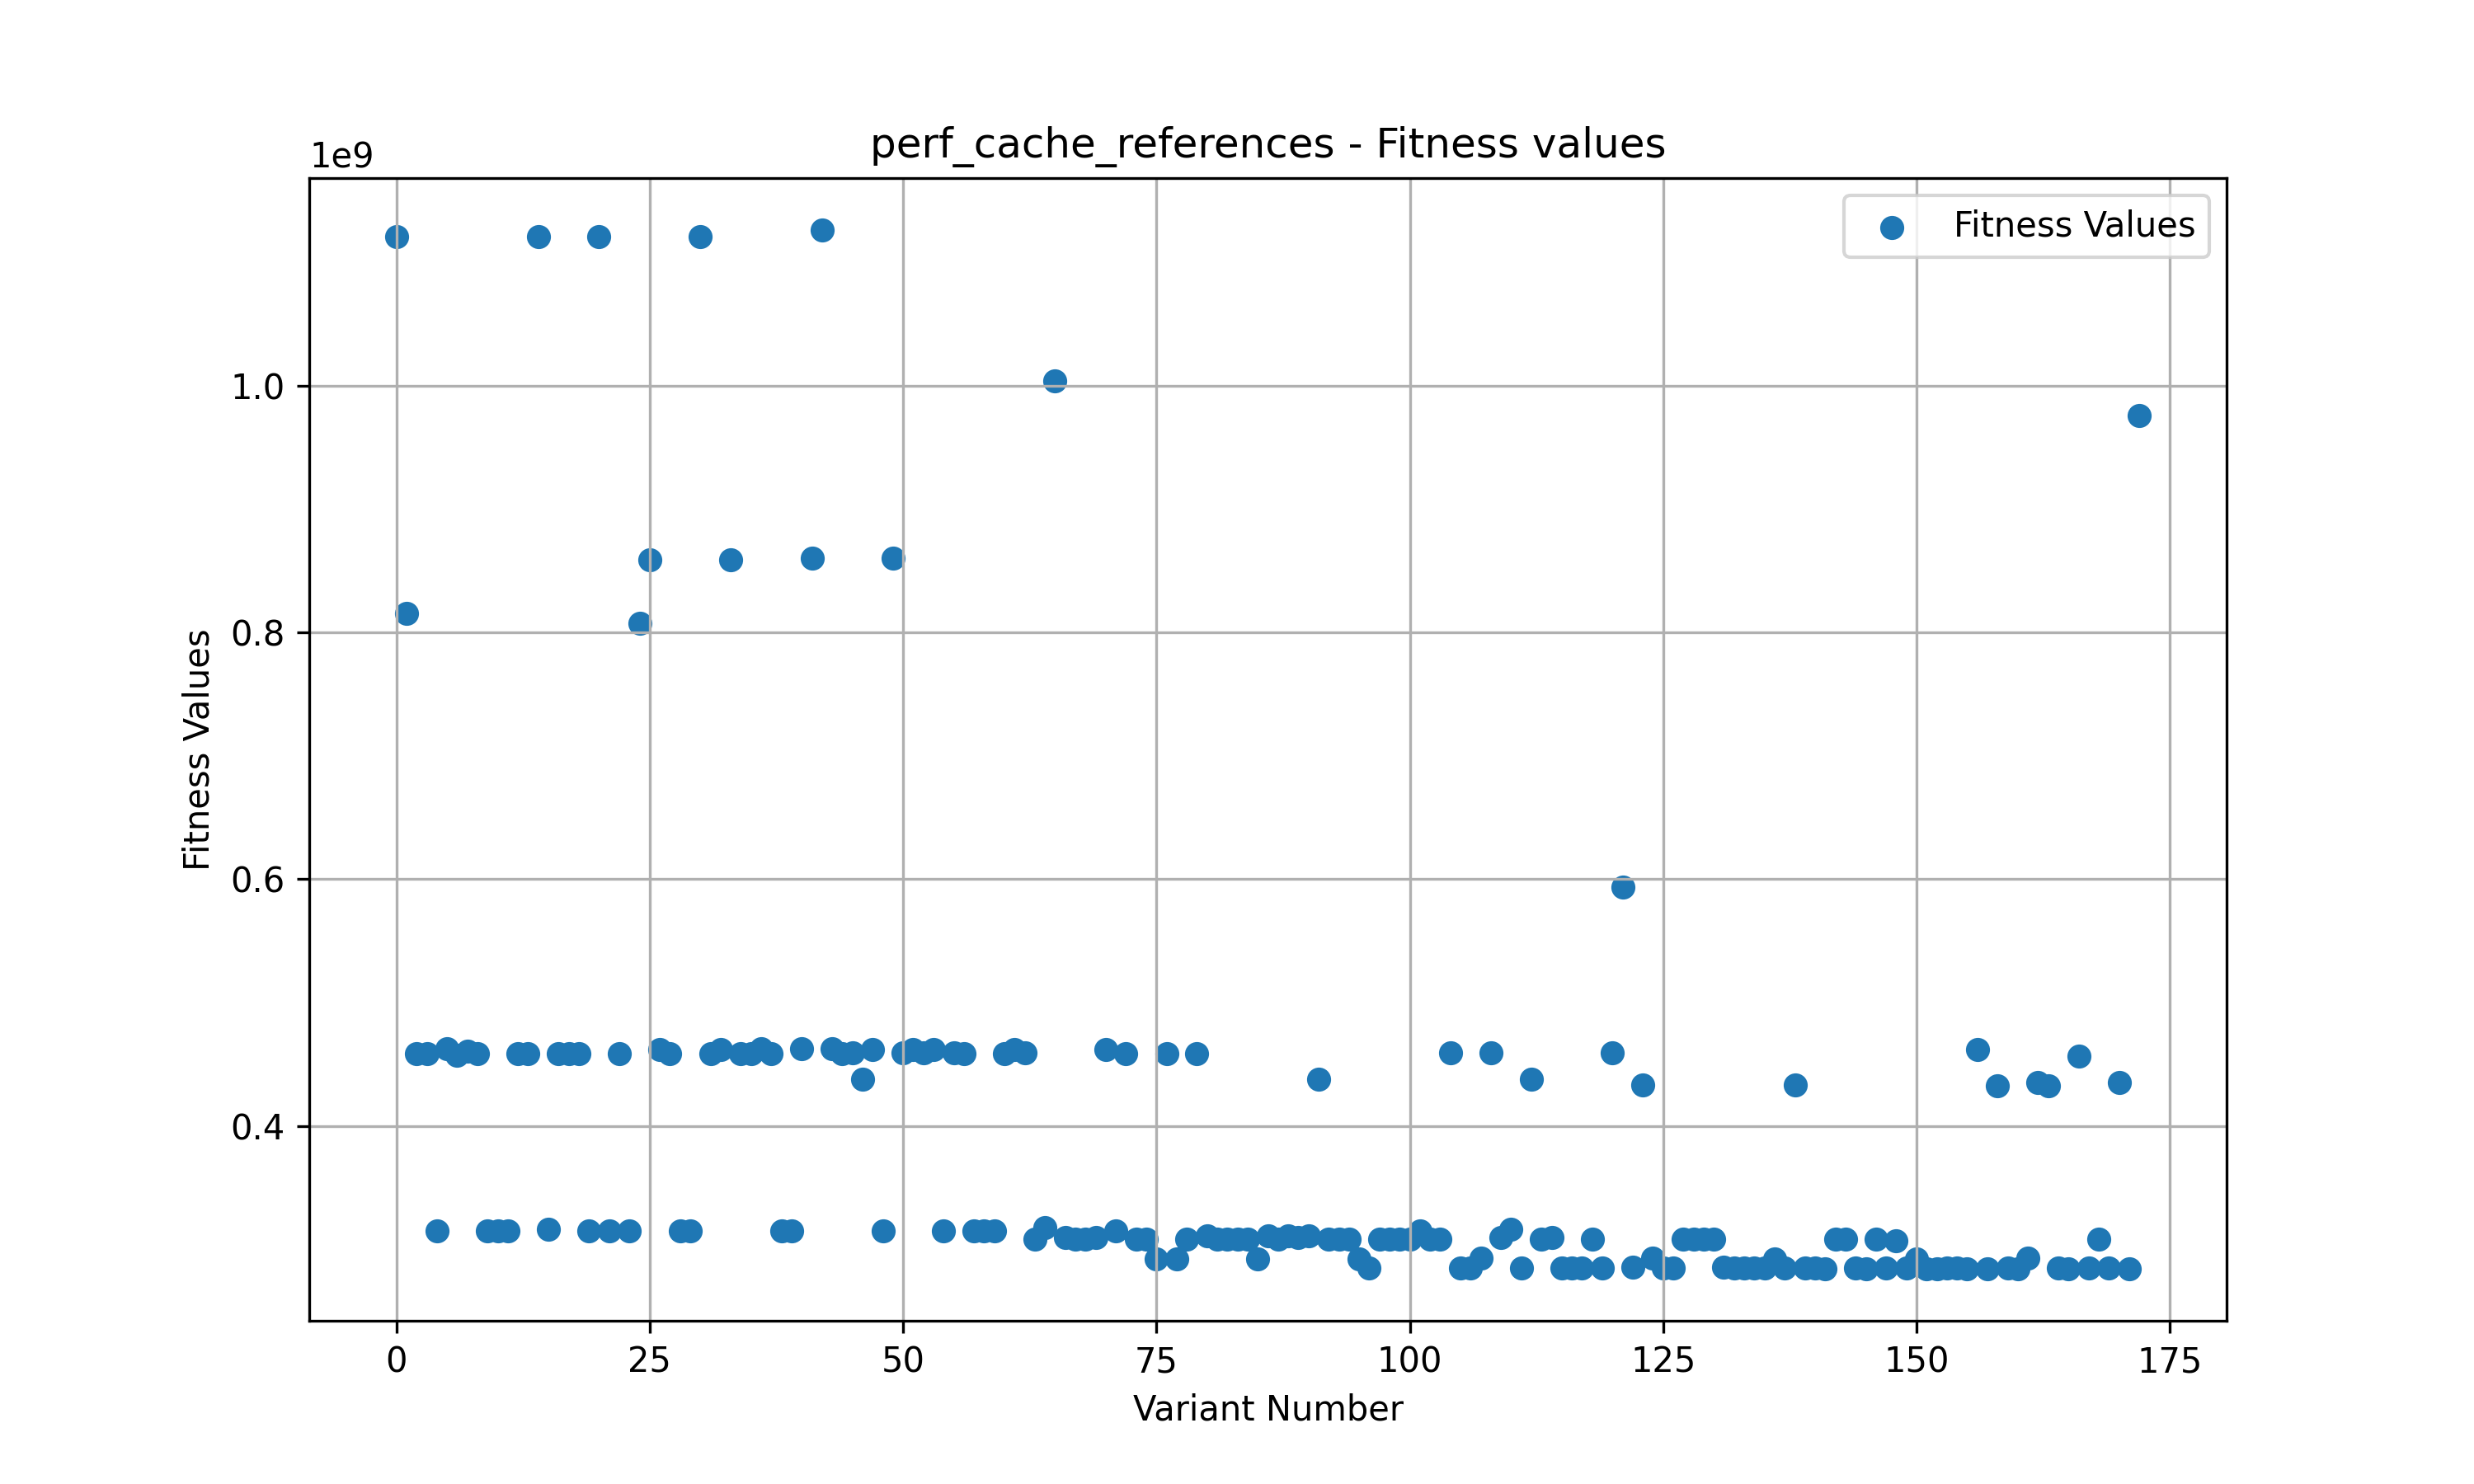 perf_cache_references - Fitness values
1e9
Fitness Values
1.0
0.8
0.6
0.4
Fitness Values
0 25 50 75 100 125 150 175
Variant Number